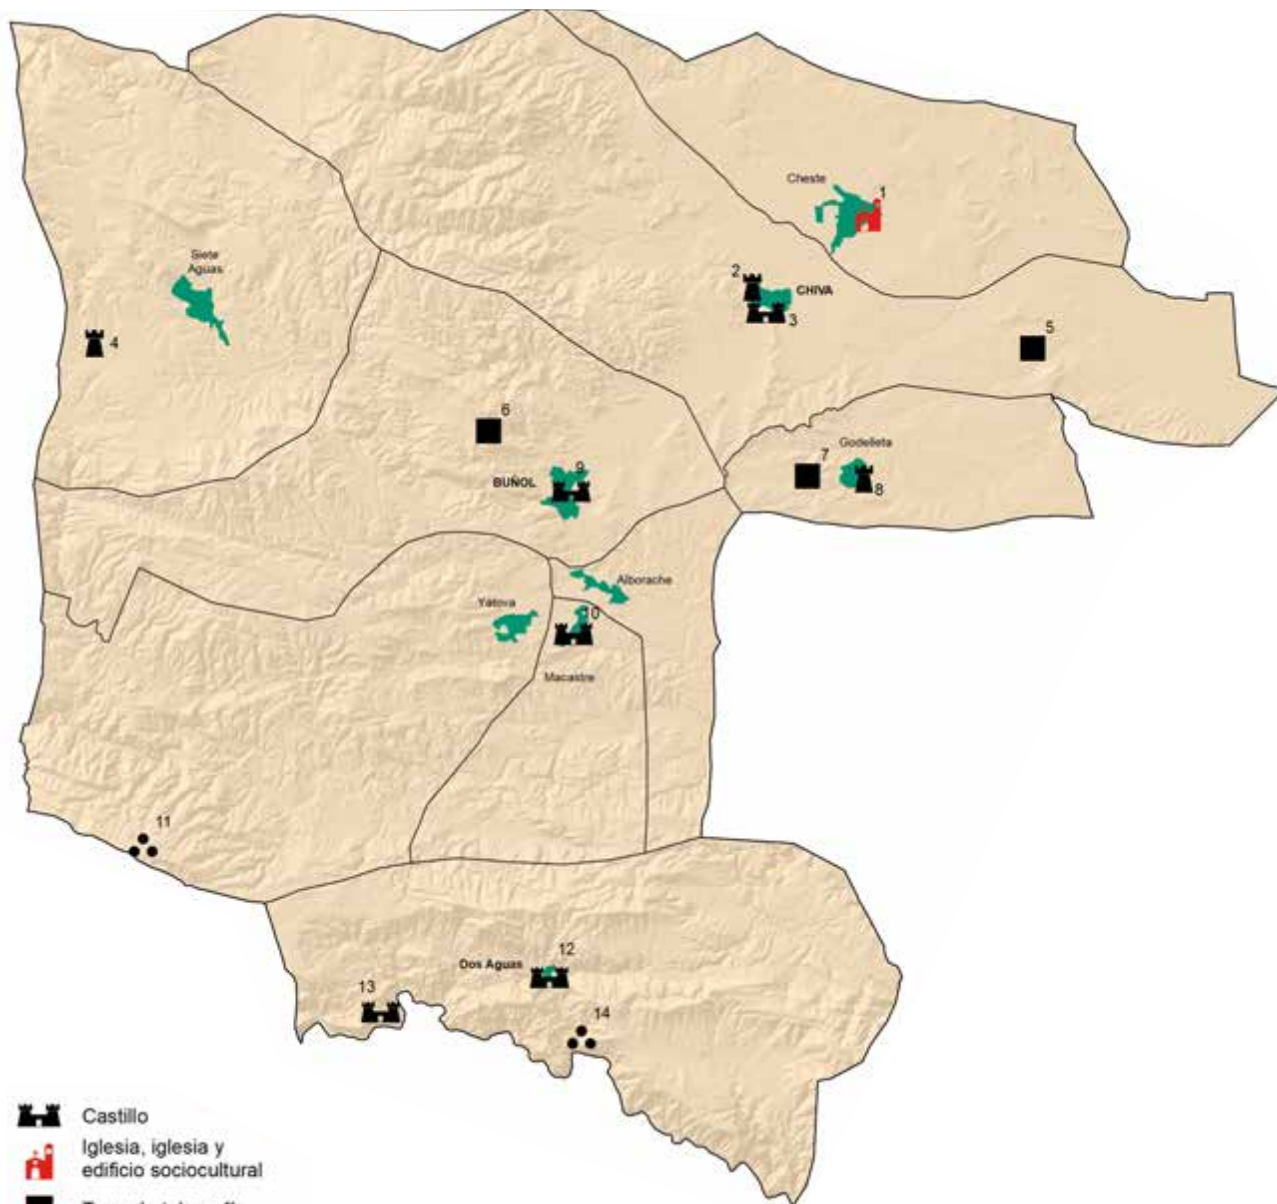 Cheste
1
Siete
Aguas
2
CHIVA
3
4
5
6
Godelleta
7
8
9
BUÑOL
Alborache
Yátova
10
Macastre
11
12
Dos Aguas
13
14
Castillo
Iglesia, iglesia y
edificio sociocultural